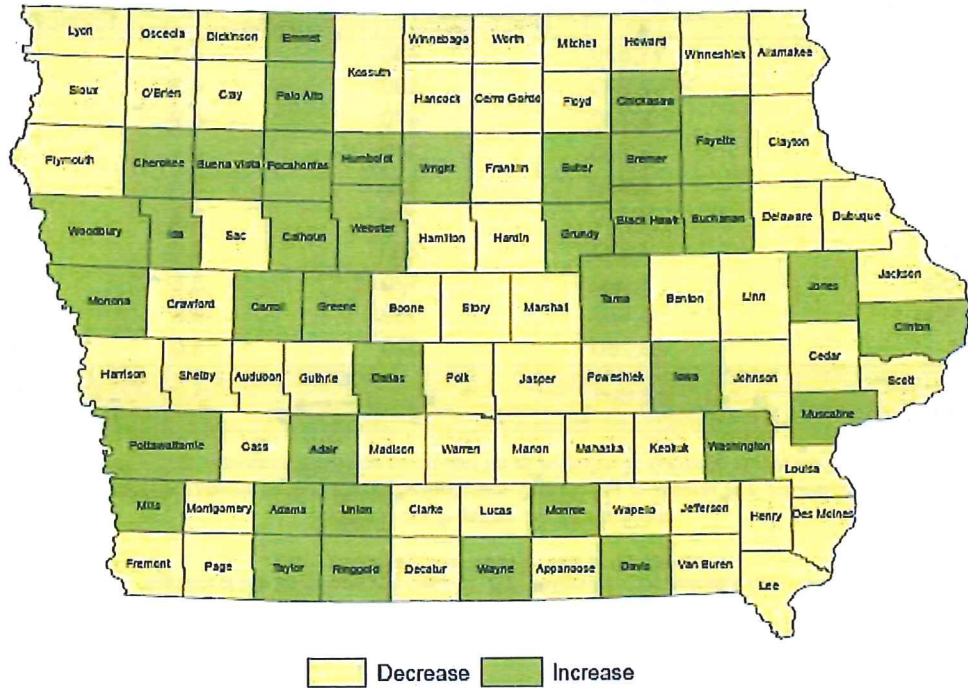 Lyon Osceola Dickinson Emmet Winnebago Worth Mitchell Howard
Kossuth Winneshiek Allamakee
Sioux O'Brien Clay Palo Alto Hancock Cerro Gordo Floyd Chickasaw
Plymouth Cherokee Buena Vista Pocahontas Humboldt Wright Franklin Butler Bremer Fayette Clayton
Woodbury Ida Sac Calhoun Webster Hamilton Hardin Grundy Black Hawk Buchanan Delaware Dubuque
Monona Crawford Carroll Greene Boone Story Marshall Tama Benton Linn Jones Jackson
Clinton
Harrison Shelby Audubon Guthrie Dallas Polk Jasper Poweshiek Iowa Johnson Cedar Scott
Muscatine
Pottawattamie Cass Adair Madison Warren Marion Mahaska Keokuk Washington Louisa
Mills Montgomery Adams Union Clarke Lucas Monroe Wapello Jefferson Henry Des Moines
Fremont Page Taylor Ringgold Decatur Wayne Appanoose Davis Van Buren Lee
Decrease Increase